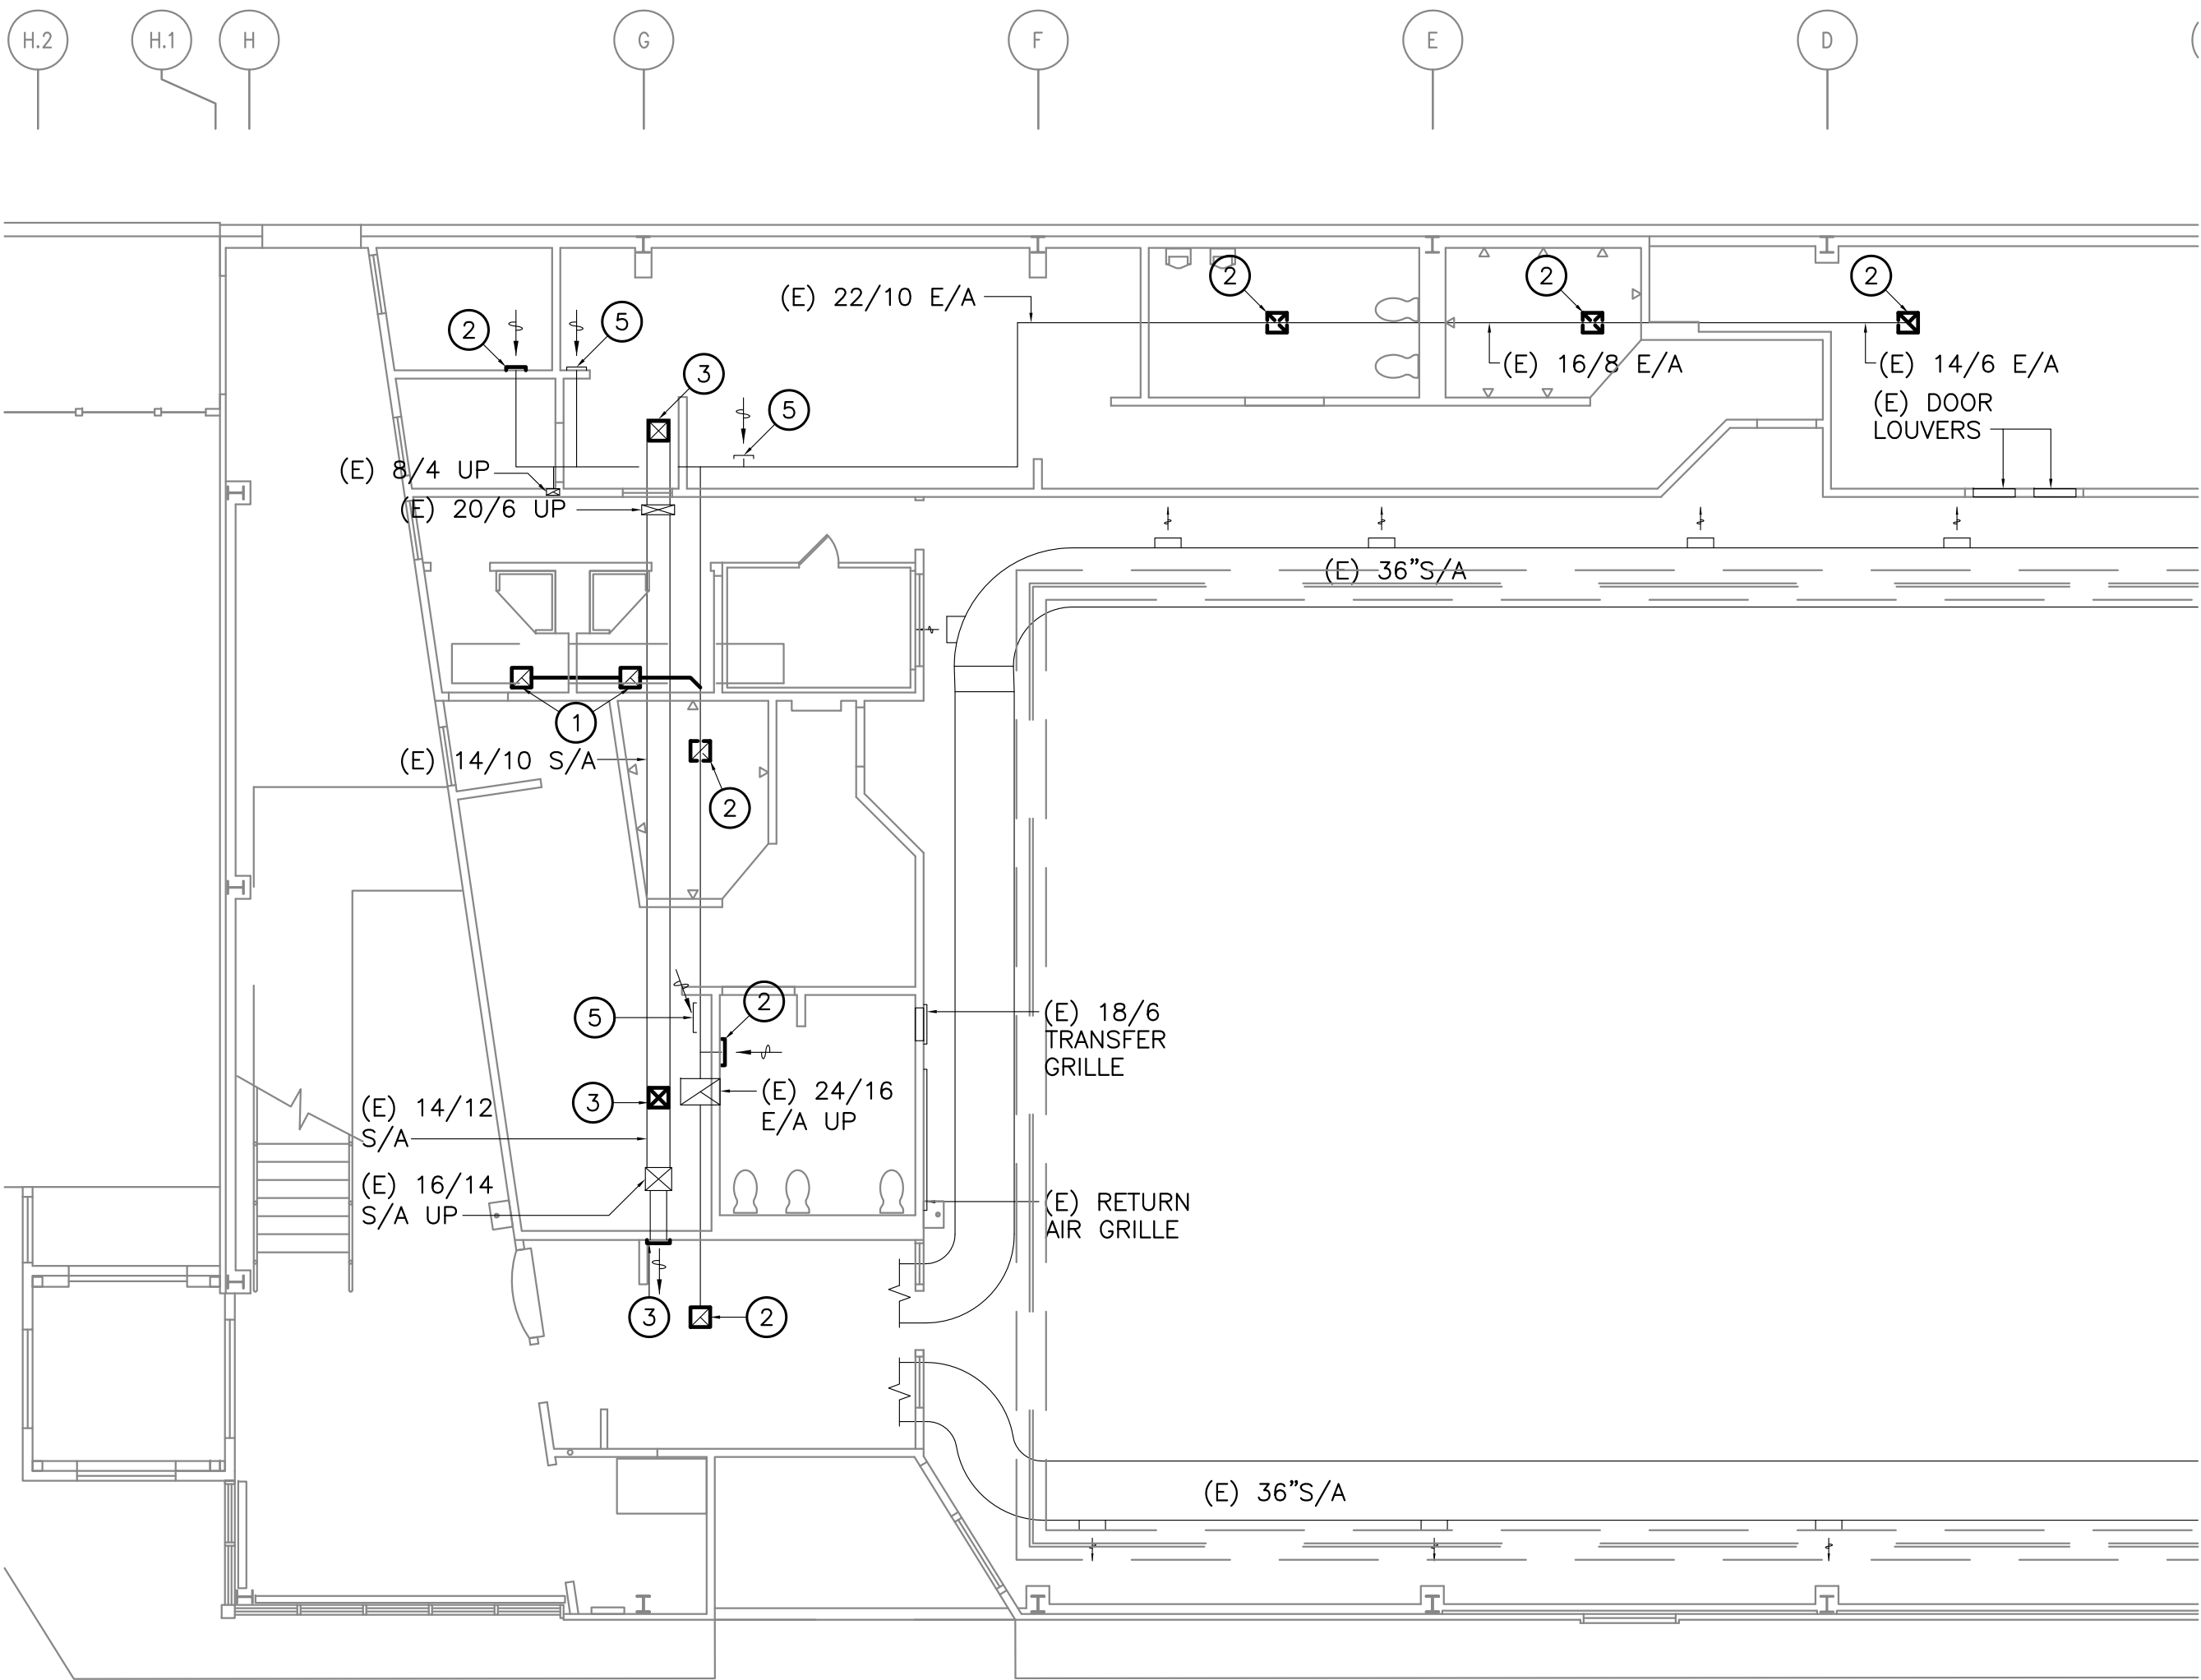 H.2
H.1
H
G
F
E
D
2
2
2
(E) 22/10 E/A
2
5
3
5
(E) 16/8 E/A
(E) 14/6 E/A
(E) DOOR
LOUVERS
(E) 8/4 UP
(E) 20/6 UP
(E) 36"S/A
1
(E) 14/10 S/A
2
5
2
(E) 18/6
TRANSFER
GRILLE
3
(E) 24/16
E/A UP
(E) 14/12
S/A
(E) 16/14
S/A UP
(E) RETURN
AIR GRILLE
3
2
(E) 36"S/A